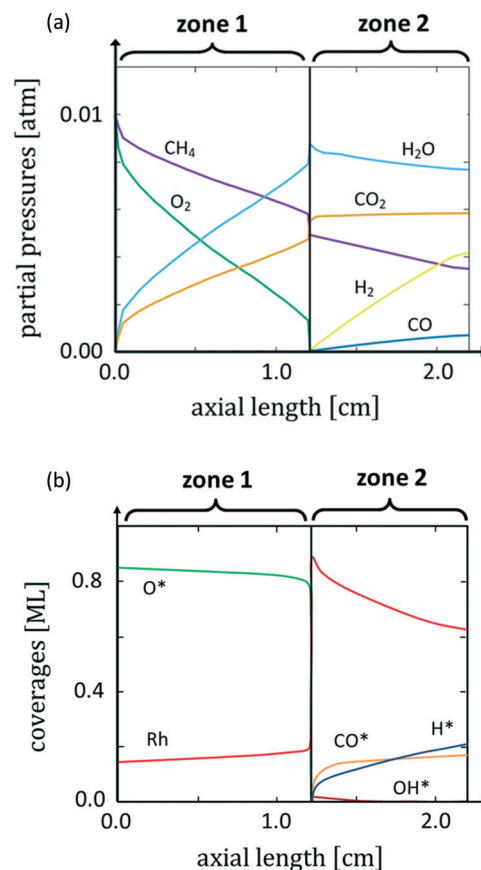 (a)
zone 1 zone 2
partial pressures [atm]
0.01
0.00
CH₄
O₂
H₂O
CO₂
H₂
CO
0 1.0 2.0
axial length [cm]
(b)
zone 1 zone 2
coverages [ML]
0.8
0.4
0.0
O*
Rh
CO*
H*
OH*
0 1.0 2.0
axial length [cm]